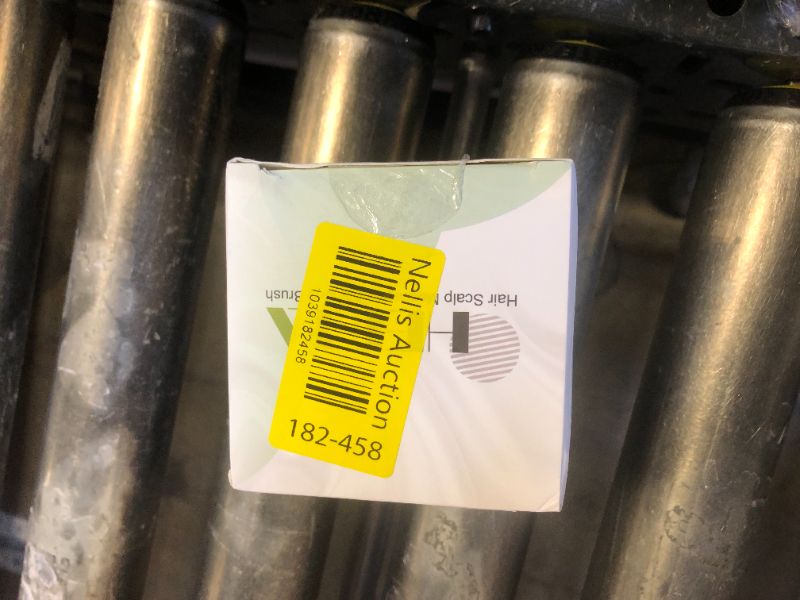 Nellis Auction
1039182458
182-458
Hair Scalp
Brush